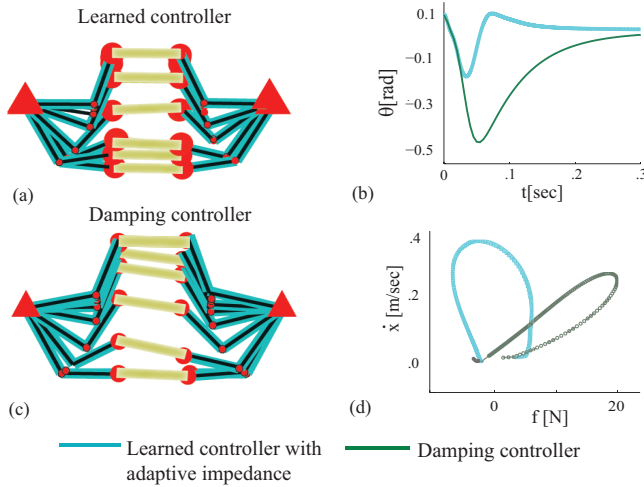 Learned controller
(a)
0.1
-0.1
-0.3
-0.5
θ[rad]
0
.1
.2
.3
t[sec]
(b)
Damping controller
(c)
.4
.2
.0
ẋ [m/sec]
0
20
f [N]
(d)
Learned controller with
adaptive impedance
Damping controller